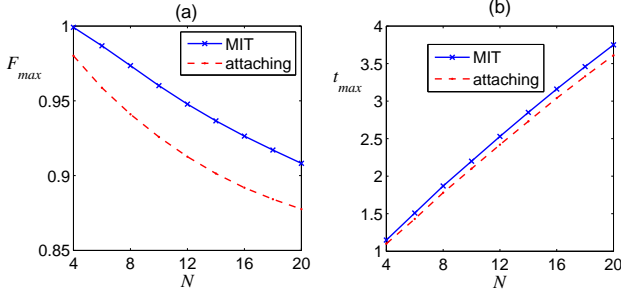 (a)
1
0.95
0.9
0.85
F_max
MIT
attaching
4 8 12 16 20
N
(b)
4
3.5
3
2.5
2
1.5
1
t_max
MIT
attaching
4 8 12 16 20
N